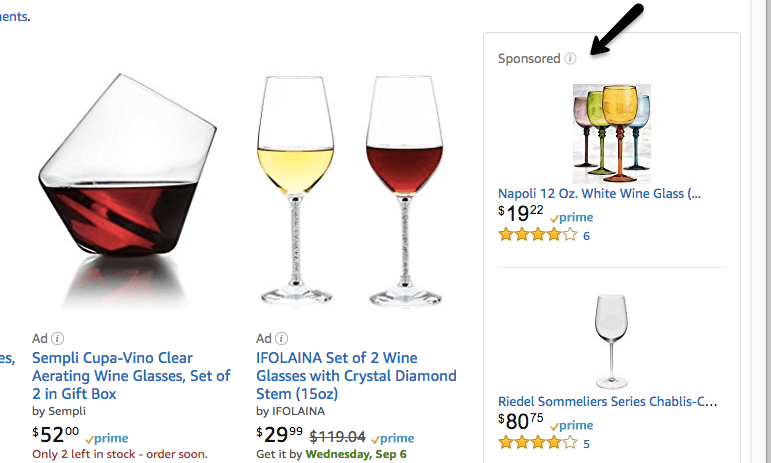 ments.
Sponsored
Napoli 12 Oz. White Wine Glass (...
$19 22 prime
6
Riedel Sommeliers Series Chablis-C...
$80 75 prime
5
es,
Ad
Sempli Cupa-Vino Clear
Aerating Wine Glasses, Set of
2 in Gift Box
by Sempli
$52 00 prime
Only 2 left in stock - order soon.
Ad
IFOLAINA Set of 2 Wine
Glasses with Crystal Diamond
Stem (15oz)
by IFOLAINA
$29 99 $119.04 prime
Get it by Wednesday, Sep 6